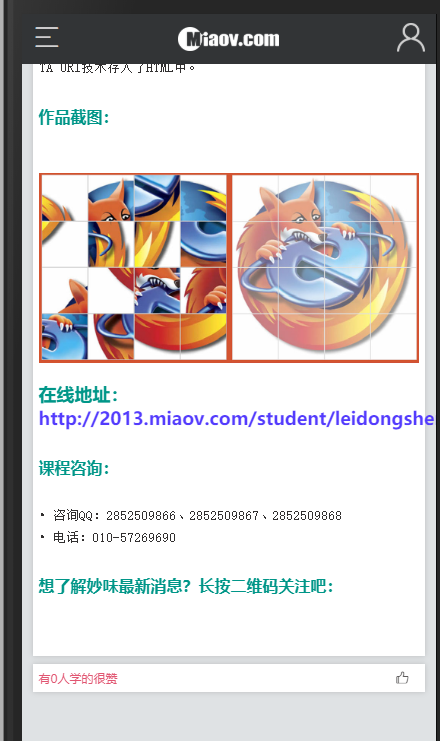 Miaov.com
TA URI技术存入了HTML中。
作品截图：
在线地址：
http://2013.miaov.com/student/leidongshe
课程咨询：
• 咨询QQ：2852509866、2852509867、2852509868
• 电话：010-57269690
想了解妙味最新消息？长按二维码关注吧：
有0人学的很赞